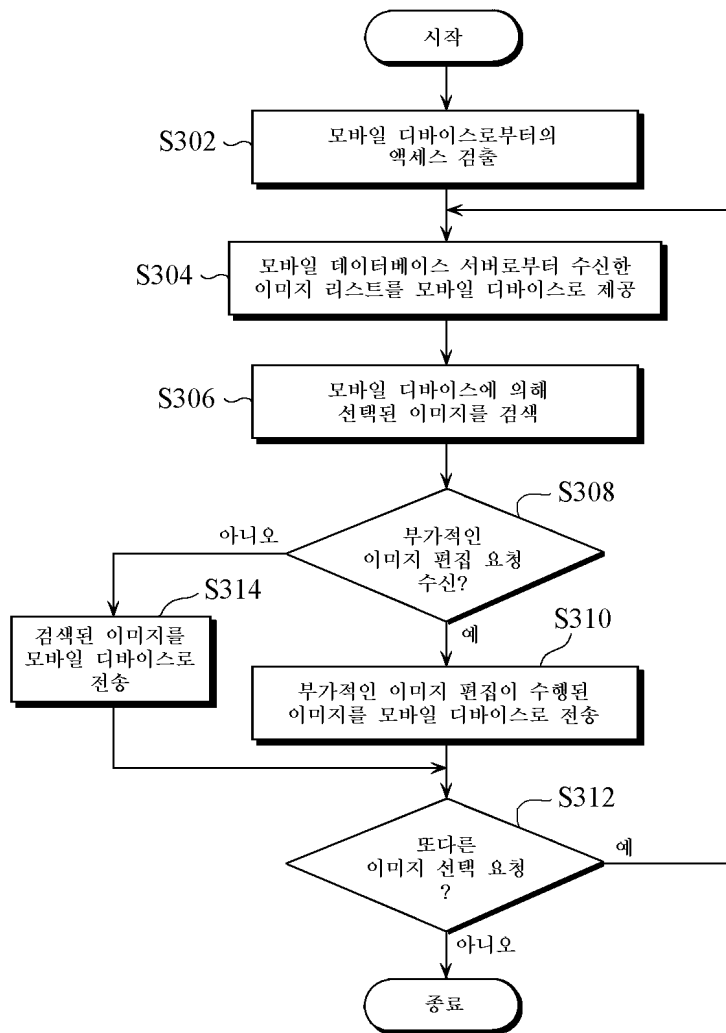 시작
S302
모바일 디바이스로부터의
액세스 검출
S304
모바일 데이터베이스 서버로부터 수신한
이미지 리스트를 모바일 디바이스로 제공
S306
모바일 디바이스에 의해
선택된 이미지를 검색
S308
부가적인
이미지 편집 요청
수신?
아니오
예
S314
검색된 이미지를
모바일 디바이스로
전송
S310
부가적인 이미지 편집이 수행된
이미지를 모바일 디바이스로 전송
S312
또다른
이미지 선택 요청
?
예
아니오
종료